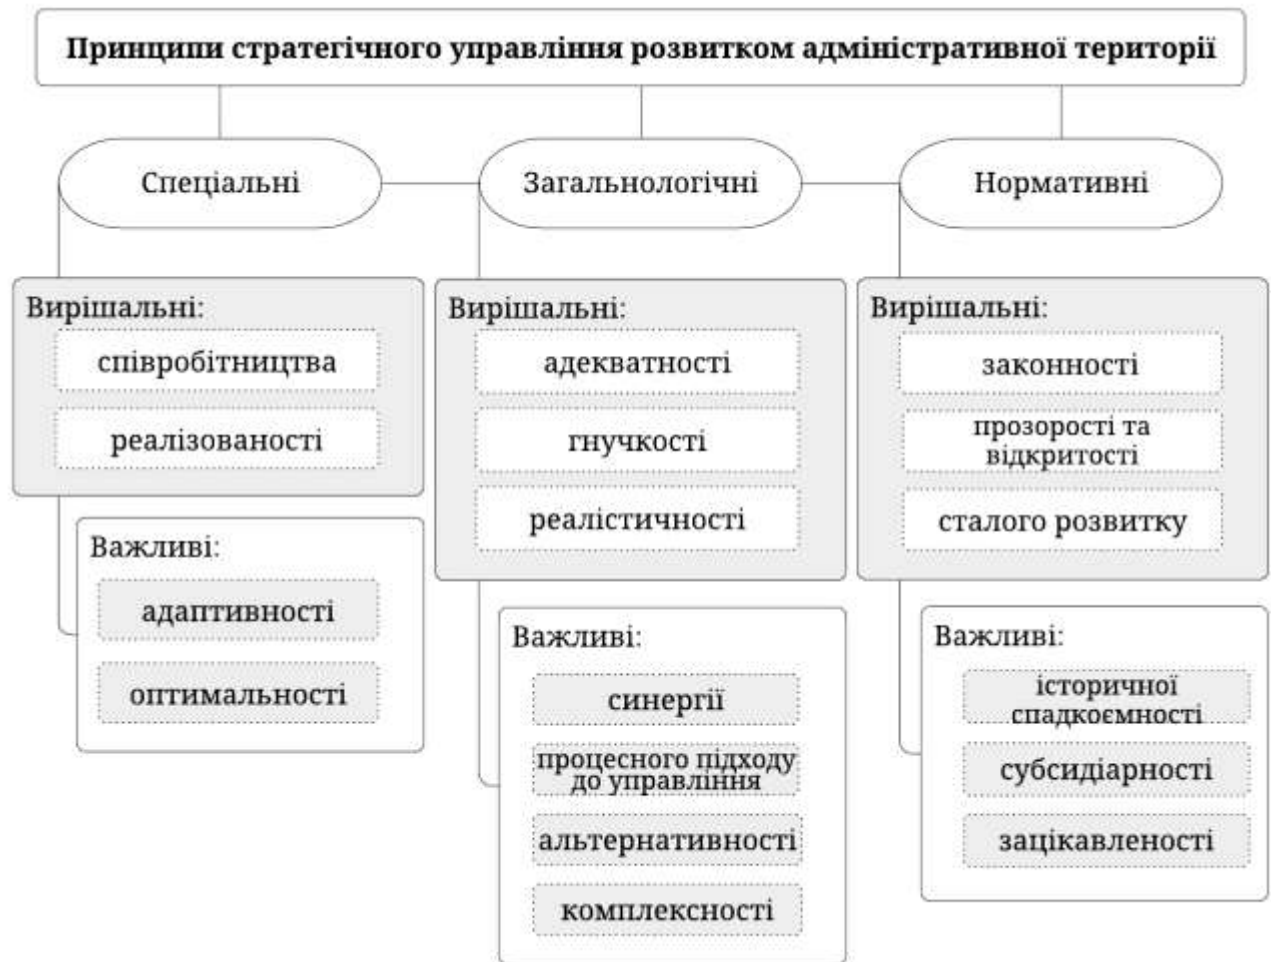 Принципи стратегічного управління розвитком адміністративної території
Спеціальні
Загальнологічні
Нормативні
Вирішальні:
співробітництва
реалізованості
Важливі:
адаптивності
оптимальності
Вирішальні:
адекватності
гнучкості
реалістичності
Важливі:
синергії
процесного підходу
до управління
альтернативності
комплексності
Вирішальні:
законності
прозорості та
відкритості
сталого розвитку
Важливі:
історичної
спадкоємності
субсидіарності
зацікавленості